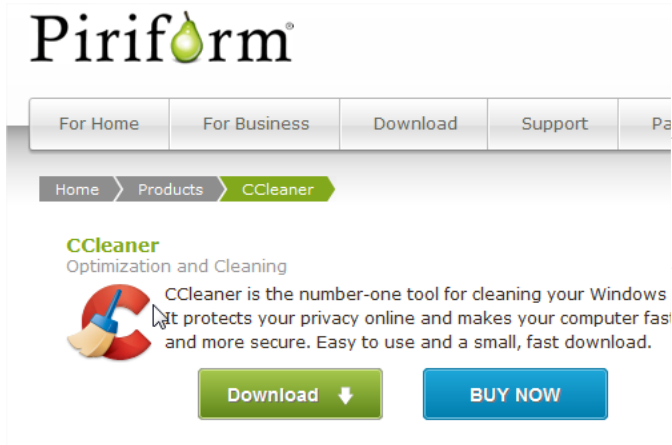 Piriform®
For Home For Business Download Support Pa
Home Products CCleaner
CCleaner
Optimization and Cleaning
CCleaner is the number-one tool for cleaning your Windows
It protects your privacy online and makes your computer fast
and more secure. Easy to use and a small, fast download.
Download BUY NOW